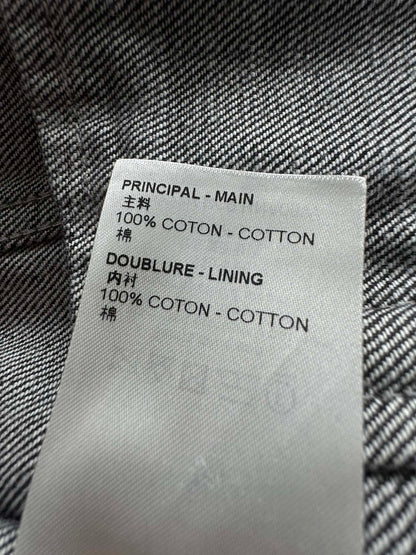 PRINCIPAL - MAIN
主料
100% COTON - COTTON
棉
DOUBLURE - LINING
内衬
100% COTON - COTTON
棉